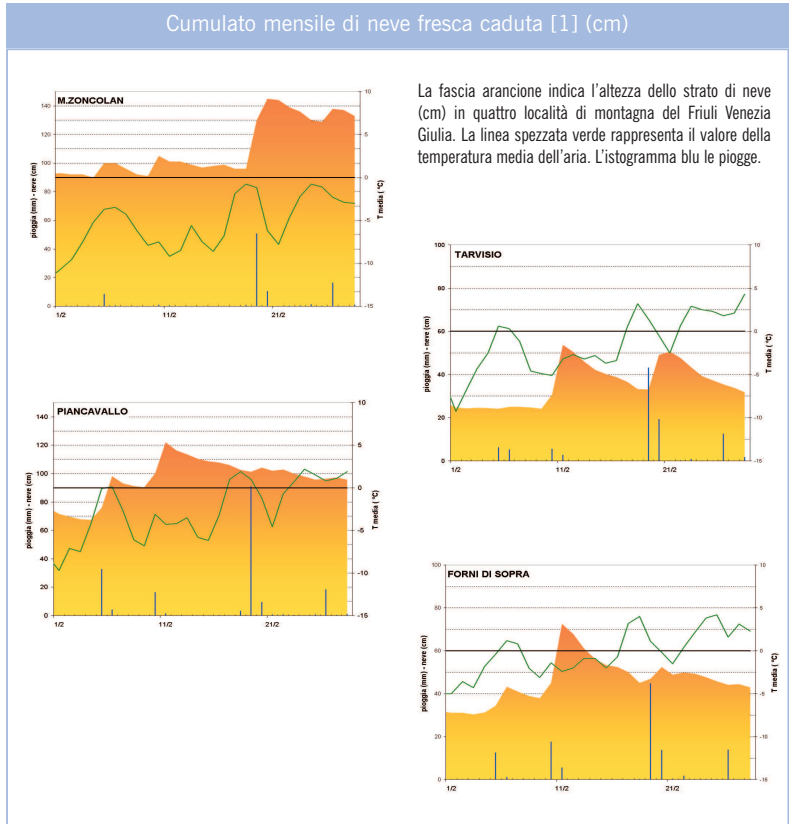 Cumulato mensile di neve fresca caduta [1] (cm)
La fascia arancione indica l'altezza dello strato di neve
(cm) in quattro località di montagna del Friuli Venezia
Giulia. La linea spezzata verde rappresenta il valore della
temperatura media dell'aria. L'istogramma blu le piogge.
M.ZONCOLAN
pioggia (mm) - neve (cm)
140
120
100
80
60
40
20
0
10
5
0
-5
-10
-15
T media ( °C)
1/2 11/2 21/2
TARVISIO
pioggia (mm) - neve (cm)
100
80
60
40
20
0
10
5
0
-5
-10
-15
T media ( °C)
1/2 11/2 21/2
PIANCAVALLO
pioggia (mm) - neve (cm)
140
120
100
80
60
40
20
0
10
5
0
-5
-10
-15
T media ( °C)
1/2 11/2 21/2
FORNI DI SOPRA
pioggia (mm) - neve (cm)
100
80
60
40
20
0
10
5
0
-5
-10
-15
T media ( °C)
1/2 11/2 21/2